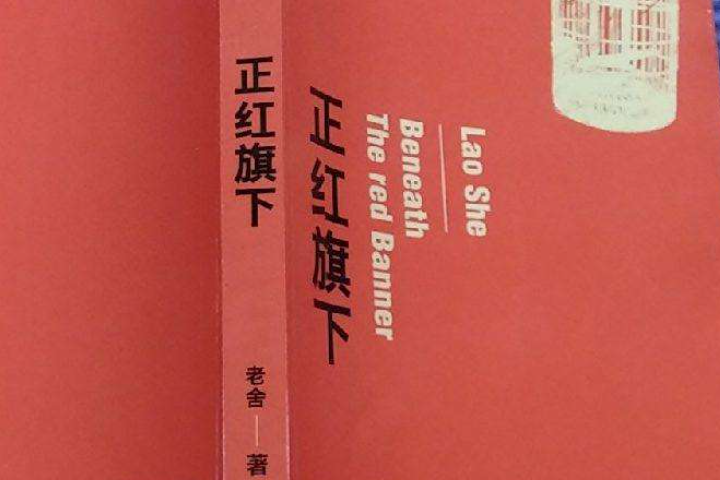 正红旗下
老舍 著
正红旗下
Lao She
Beneath
The red Banner